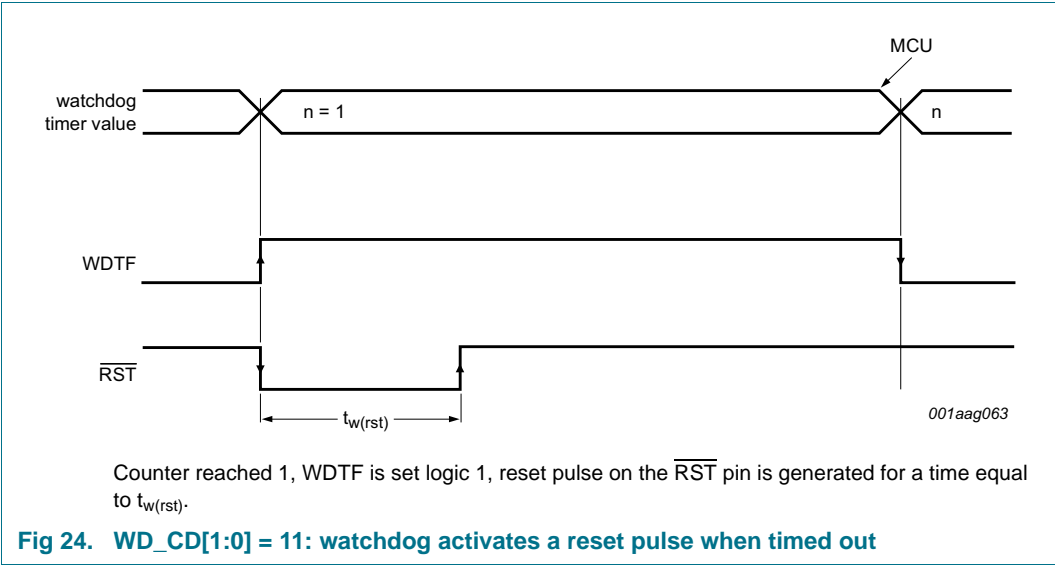 MCU
watchdog
timer value
n = 1
n
WDTF
RST
tw(rst)
001aag063
Counter reached 1, WDTF is set logic 1, reset pulse on the RST pin is generated for a time equal
to tw(rst).
Fig 24. WD_CD[1:0] = 11: watchdog activates a reset pulse when timed out